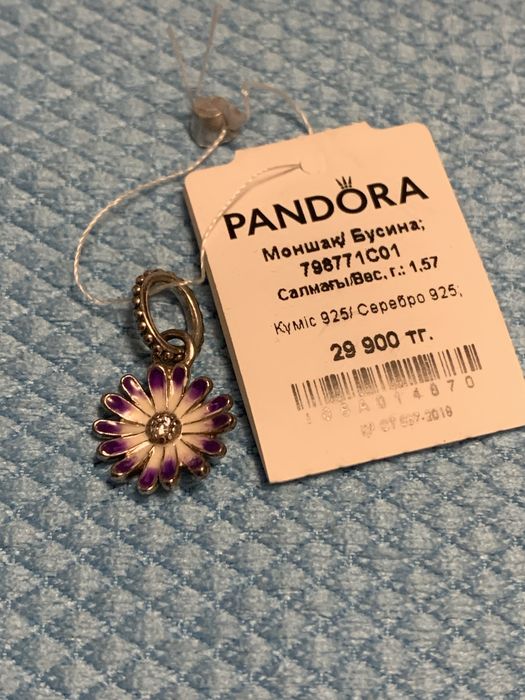 PANDORA
Моншақ/ Бусина;
798771C01
Салмағы/Вес, г.: 1,57
Күміс 925/ Серебро 925;
29 900 тг.